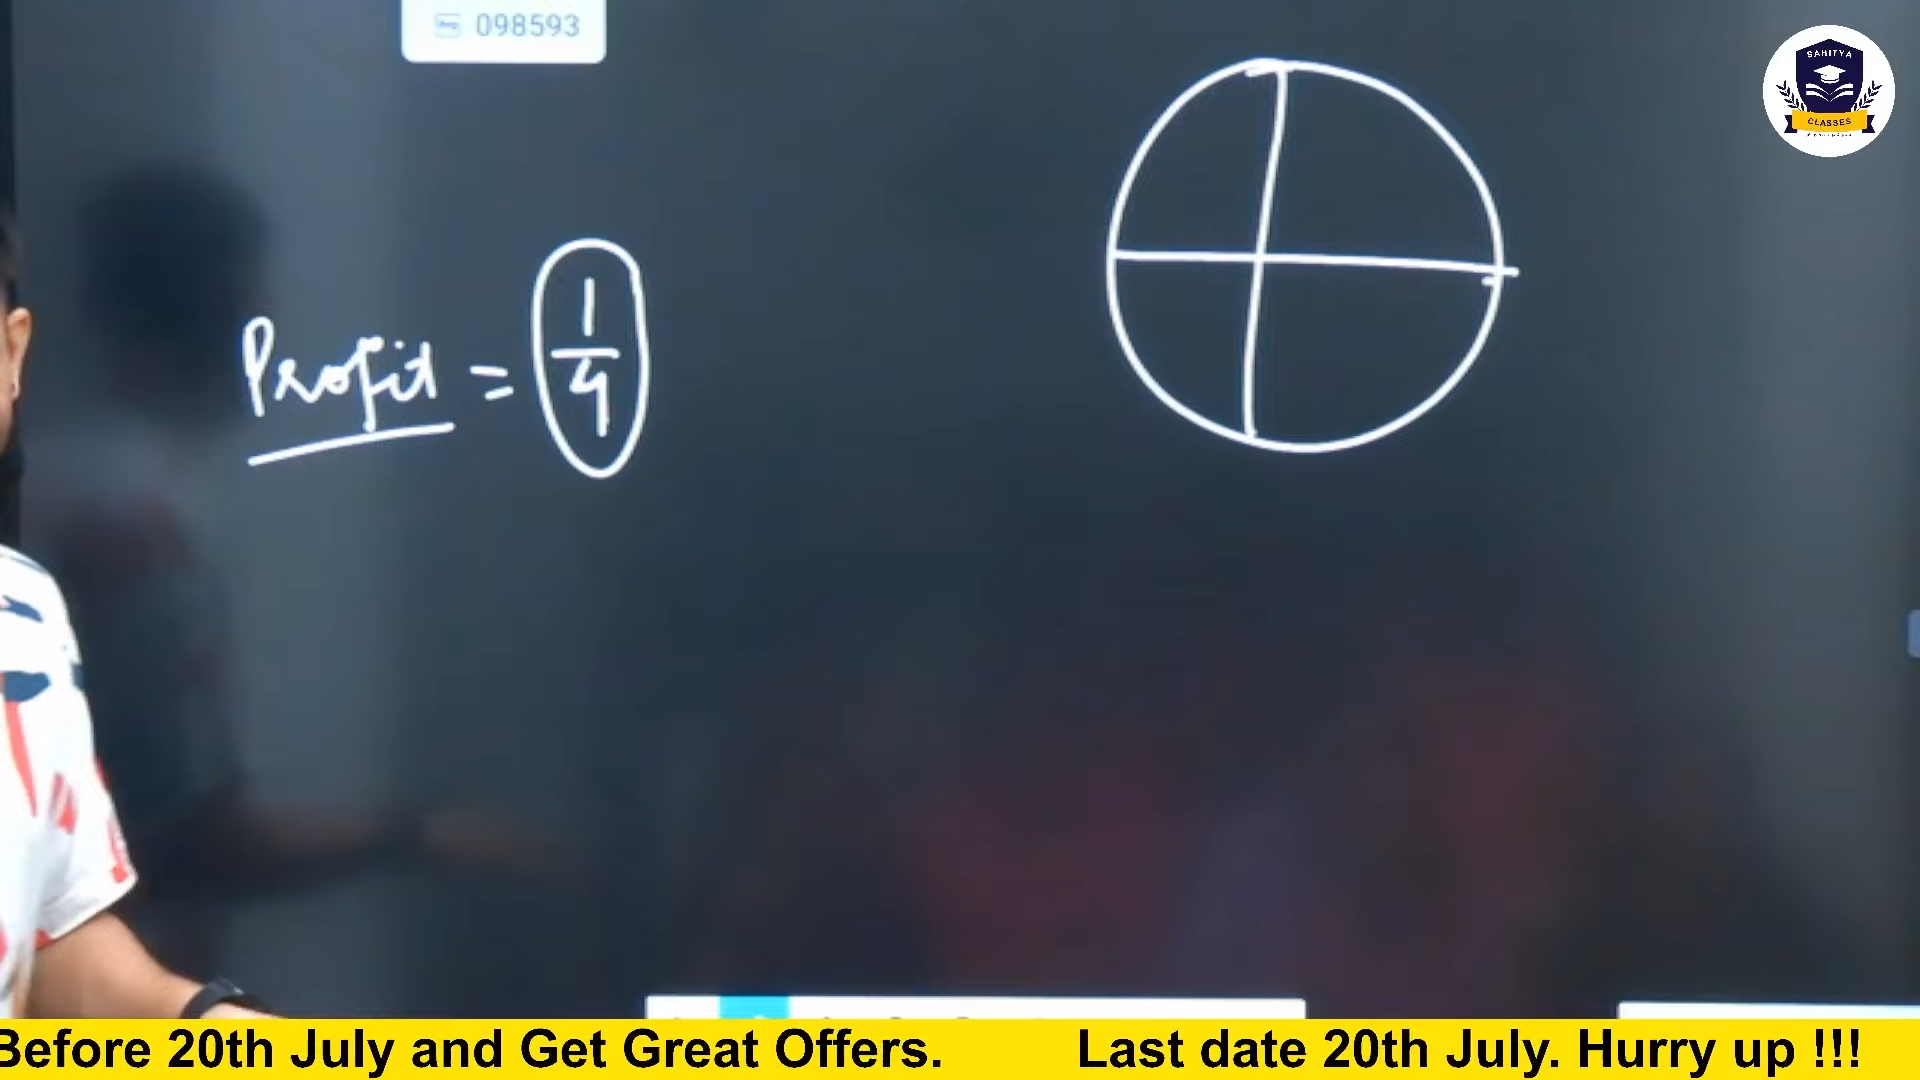 098593
SAHITYA
CLASSES
Profit = 1/4
Before 20th July and Get Great Offers. Last date 20th July. Hurry up !!!